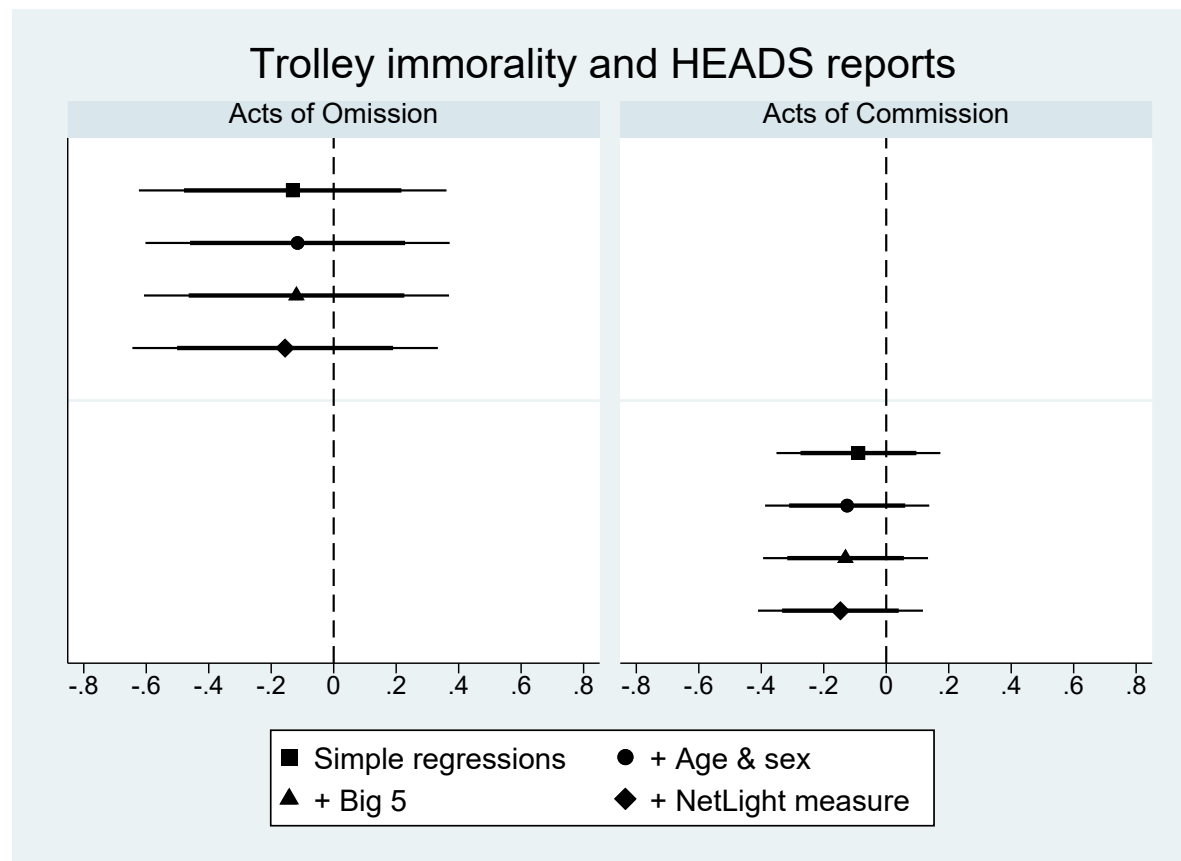 Trolley immorality and HEADS reports
Acts of Omission
Acts of Commission
-.8 -.6 -.4 -.2 0 .2 .4 .6 .8
-.8 -.6 -.4 -.2 0 .2 .4 .6 .8
Simple regressions
+ Age & sex
+ Big 5
+ NetLight measure